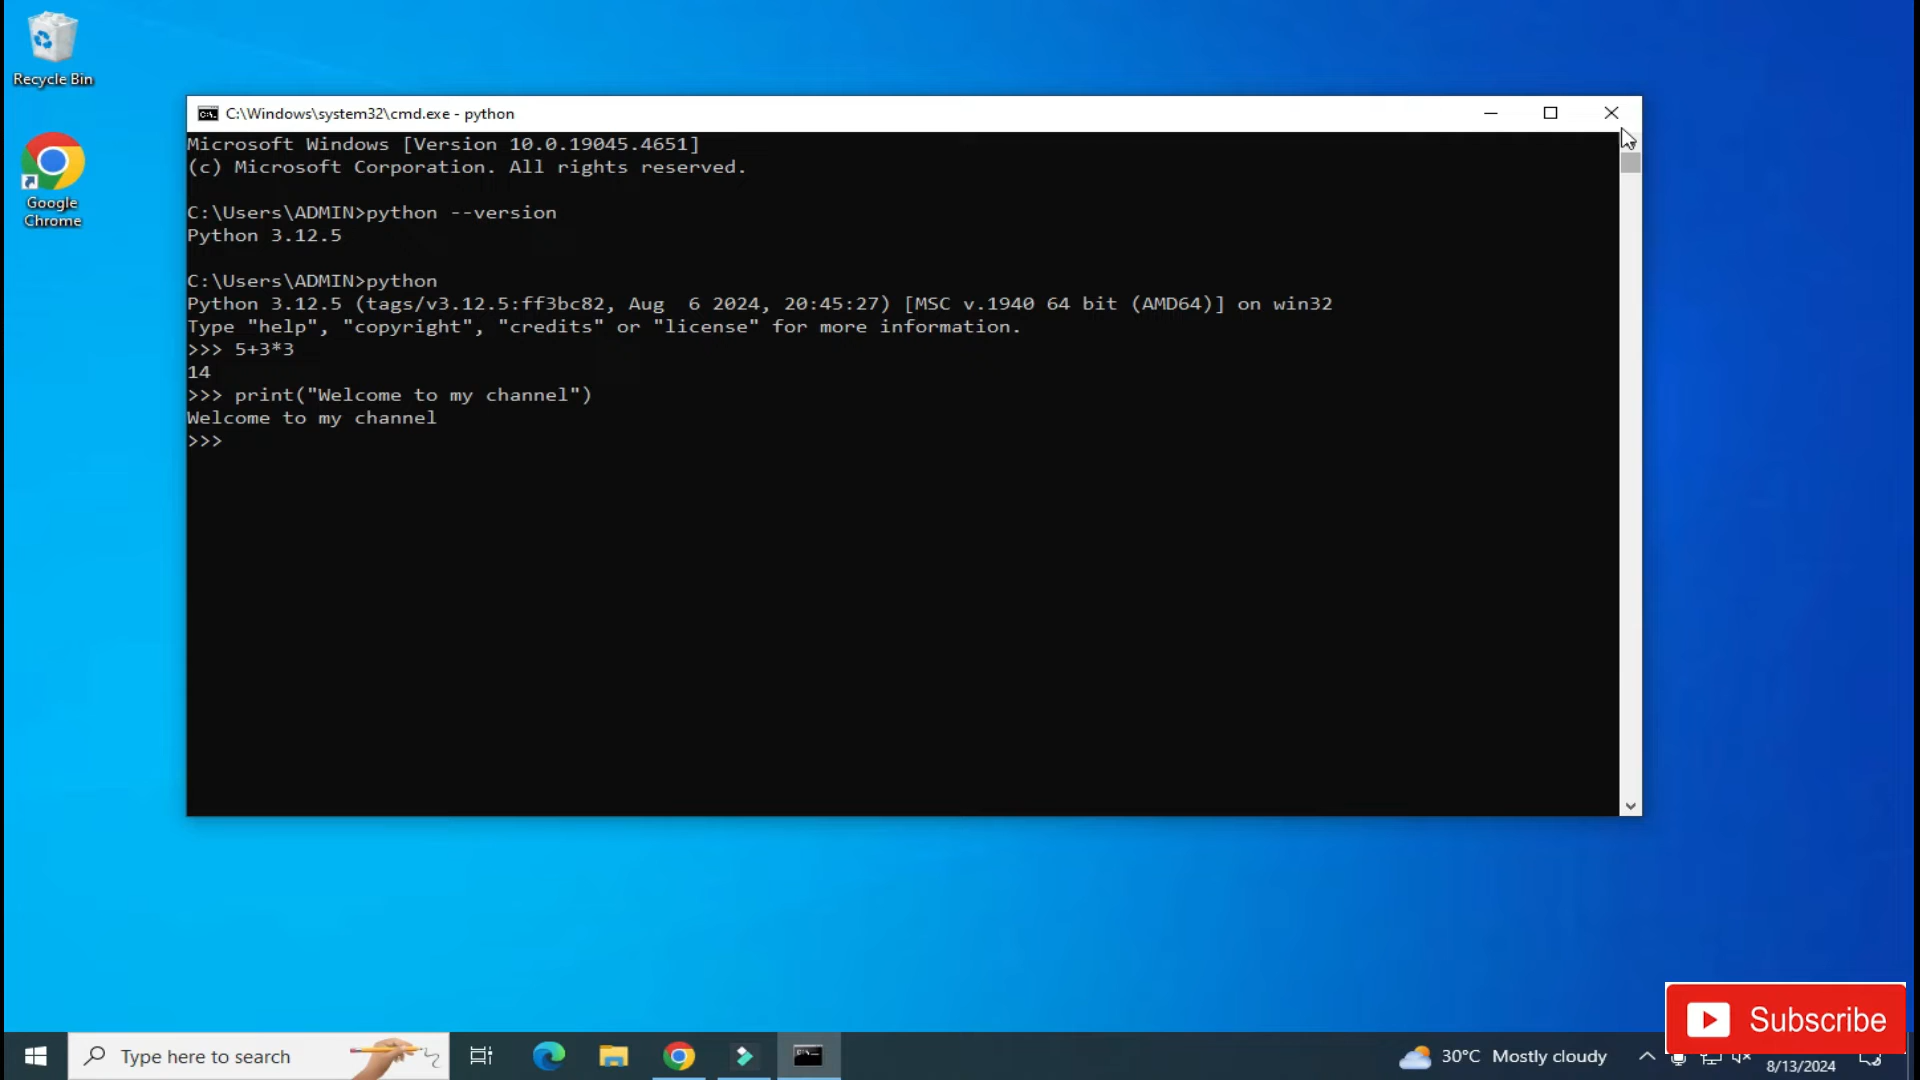 Recycle Bin
Google
Chrome
C:\Windows\system32\cmd.exe - python
Microsoft Windows [Version 10.0.19045.4651]
(c) Microsoft Corporation. All rights reserved.
C:\Users\ADMIN>python --version
Python 3.12.5
C:\Users\ADMIN>python
Python 3.12.5 (tags/v3.12.5:ff3bc82, Aug  6 2024, 20:45:27) [MSC v.1940 64 bit (AMD64)] on win32
Type "help", "copyright", "credits" or "license" for more information.
>>> 5+3*3
14
>>> print("Welcome to my channel")
Welcome to my channel
>>>
Subscribe
Type here to search
30°C Mostly cloudy
8/13/2024